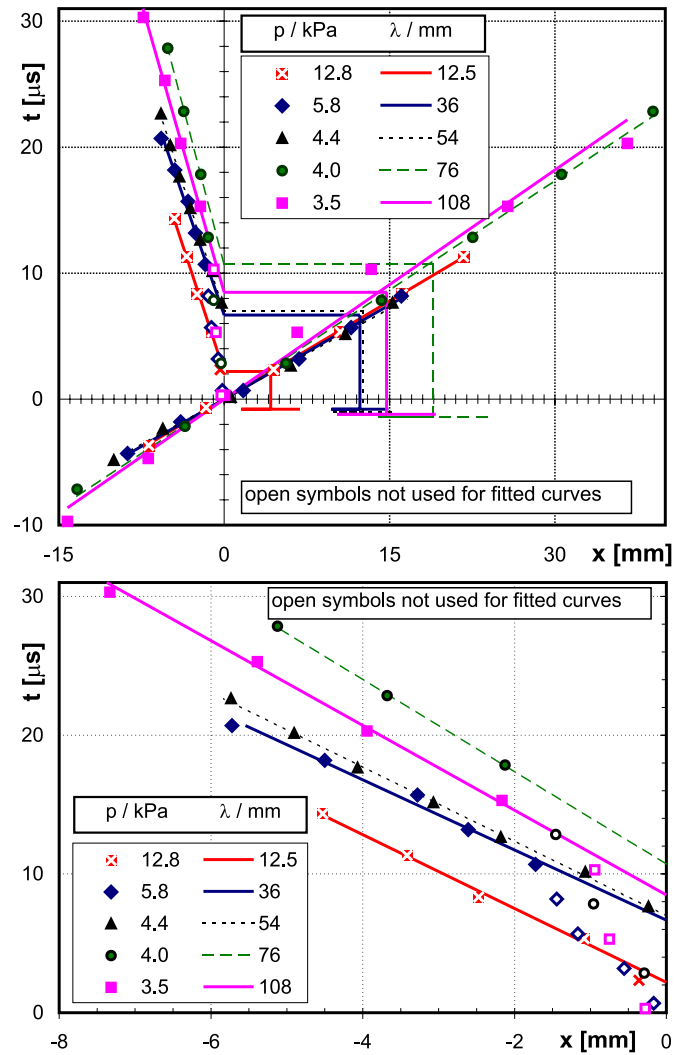 30
20
10
0
-10
t [μs]
p / kPa λ / mm
12.8 12.5
5.8 36
4.4 54
4.0 76
3.5 108
open symbols not used for fitted curves
-15 0 15 30
x [mm]
open symbols not used for fitted curves
30
20
10
0
t [μs]
p / kPa λ / mm
12.8 12.5
5.8 36
4.4 54
4.0 76
3.5 108
-8 -6 -4 -2 0
x [mm]